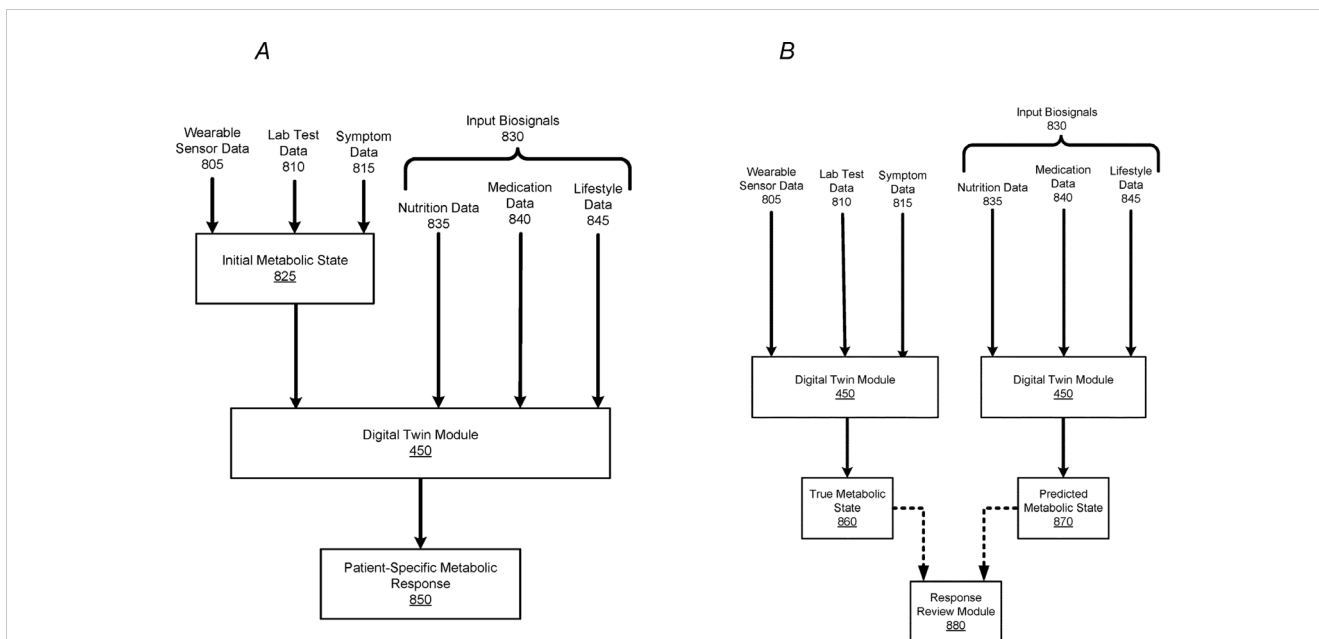 A
Wearable
Sensor Data
805
Lab Test
Data
810
Symptom
Data
815
Input Biosignals
830
Nutrition Data
835
Medication
Data
840
Lifestyle
Data
845
Initial Metabolic State
825
Digital Twin Module
450
Patient-Specific Metabolic
Response
850
B
Wearable
Sensor Data
805
Lab Test
Data
810
Symptom
Data
815
Input Biosignals
830
Nutrition Data
835
Medication
Data
840
Lifestyle
Data
845
Digital Twin Module
450
Digital Twin Module
450
True Metabolic
State
860
Predicted
Metabolic State
870
Response
Review Module
880